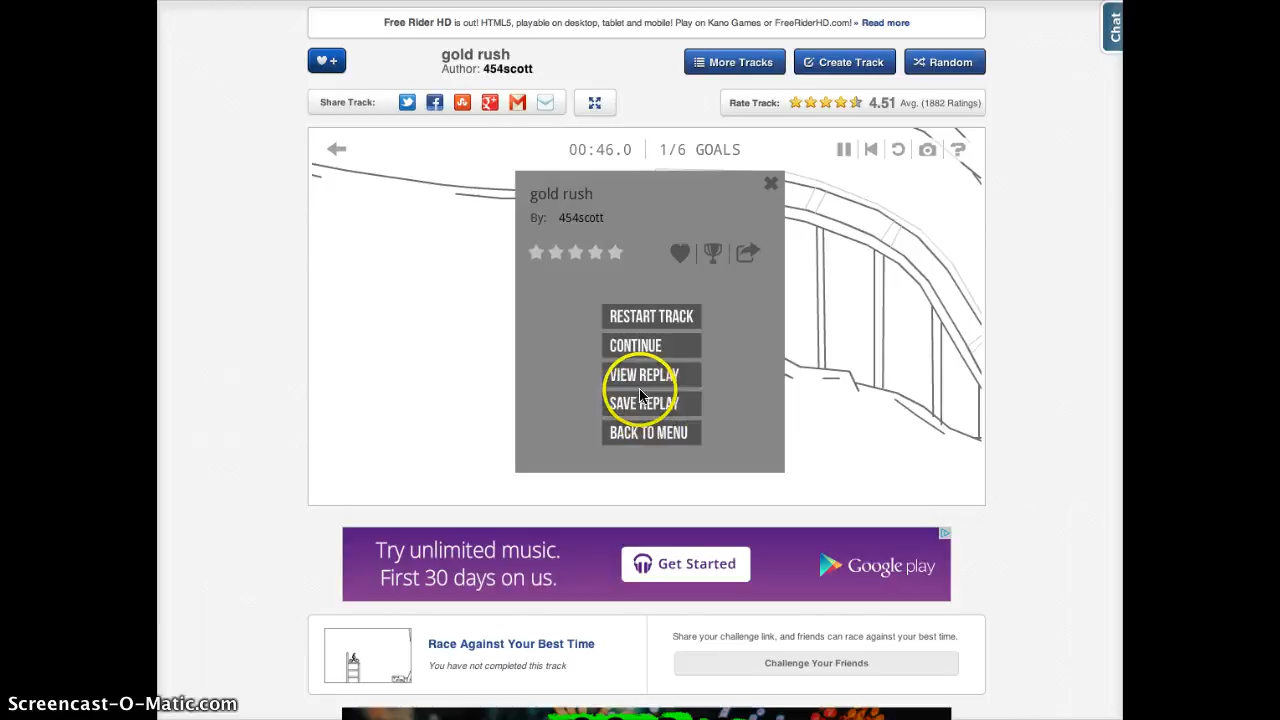 Free Rider HD is out! HTML5, playable on desktop, tablet and mobile! Play on Kano Games or FreeRiderHD.com! » Read more
Chat
+
gold rush
Author: 454scott
More Tracks
Create Track
Random
Share Track:
Rate Track:
4.51 Avg. (1882 Ratings)
00:46.0
1/6 GOALS
?
gold rush
By: 454scott
RESTART TRACK
CONTINUE
VIEW REPLAY
SAVE REPLAY
BACK TO MENU
Try unlimited music.
First 30 days on us.
Get Started
Google play
Race Against Your Best Time
You have not completed this track
Share your challenge link, and friends can race against your best time.
Challenge Your Friends
Screencast-O-Matic.com